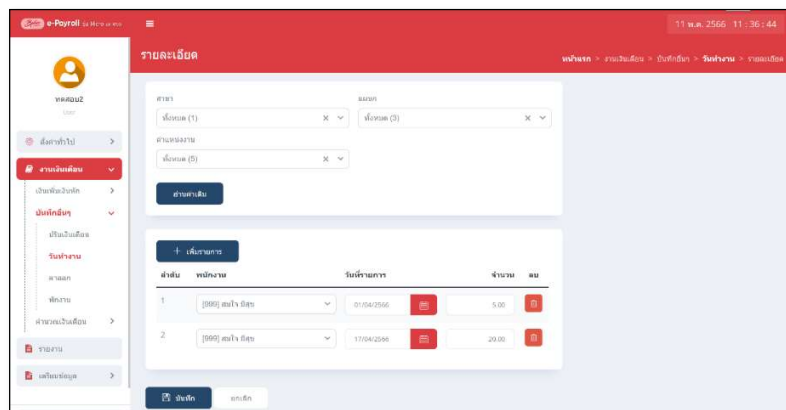 e-Payroll
11 พ.ค. 2566 11:36:44
รายละเอียด
หน้าแรก > งานเงินเดือน > บันทึกอื่นๆ > วันทำงาน > รายละเอียด
ทดสอบ2
user
ตั้งค่าทั่วไป
งานเงินเดือน
เงินเพิ่มเงินหัก
บันทึกอื่นๆ
ปรับเงินเดือน
วันทำงาน
ลาออก
พักงาน
คำนวณเงินเดือน
รายงาน
เตรียมข้อมูล
สาขา แผนก
ทั้งหมด (1) ทั้งหมด (3)
ตำแหน่งงาน
ทั้งหมด (5)
อ่านค่าเดิม
+ เพิ่มรายการ
ลำดับ พนักงาน วันที่รายการ จำนวน ลบ
1 [999] สมใจ มีสุข 01/04/2566 5.00
2 [999] สมใจ มีสุข 17/04/2566 20.00
บันทึก ยกเลิก